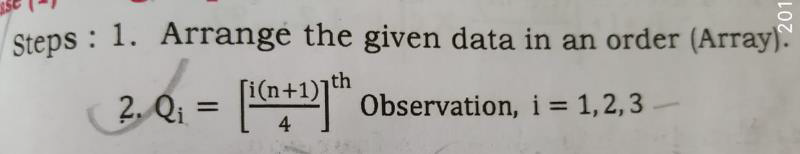 Steps : 1. Arrange the given data in an order (Array).
2. Qi = [i(n+1)/4]th Observation, i = 1,2,3
201